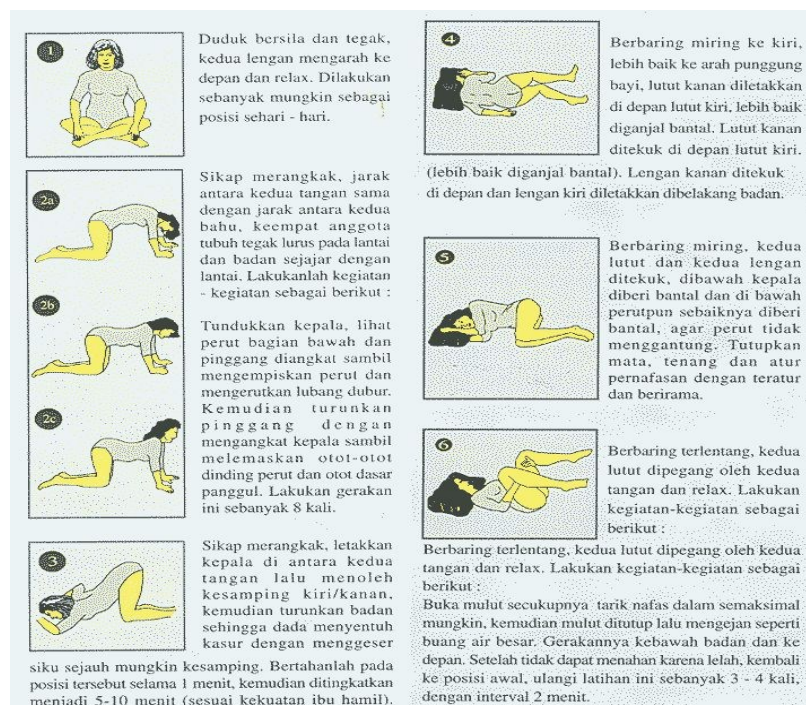 1
Duduk bersila dan tegak,
kedua lengan mengarah ke
depan dan relax. Dilakukan
sebanyak mungkin sebagai
posisi sehari - hari.
2a
2b
2c
Sikap merangkak, jarak
antara kedua tangan sama
dengan jarak antara kedua
bahu, keempat anggota
tubuh tegak lurus pada lantai
dan badan sejajar dengan
lantai. Lakukanlah kegiatan
- kegiatan sebagai berikut :
Tundukkan kepala, lihat
perut bagian bawah dan
pinggang diangkat sambil
mengempiskan perut dan
mengerutkan lubang dubur.
Kemudian turunkan
pinggang dengan
mengangkat kepala sambil
melemaskan otot-otot
dinding perut dan otot dasar
panggul. Lakukan gerakan
ini sebanyak 8 kali.
3
Sikap merangkak, letakkan
kepala di antara kedua
tangan lalu menoleh
kesamping kiri/kanan,
kemudian turunkan badan
sehingga dada menyentuh
kasur dengan menggeser
siku sejauh mungkin kesamping. Bertahanlah pada
posisi tersebut selama 1 menit, kemudian ditingkatkan
menjadi 5-10 menit (sesuai kekuatan ibu hamil).
4
Berbaring miring ke kiri,
lebih baik ke arah punggung
bayi, lutut kanan diletakkan
di depan lutut kiri, lebih baik
diganjal bantal. Lutut kanan
ditekuk di depan lutut kiri.
(lebih baik diganjal bantal). Lengan kanan ditekuk
di depan dan lengan kiri diletakkan dibelakang badan.
5
Berbaring miring, kedua
lutut dan kedua lengan
ditekuk, dibawah kepala
diberi bantal dan di bawah
perutpun sebaiknya diberi
bantal, agar perut tidak
menggantung. Tutupkan
mata, tenang dan atur
pernafasan dengan teratur
dan berirama.
6
Berbaring terlentang, kedua
lutut dipegang oleh kedua
tangan dan relax. Lakukan
kegiatan-kegiatan sebagai
berikut :
Berbaring terlentang, kedua lutut dipegang oleh kedua
tangan dan relax. Lakukan kegiatan-kegiatan sebagai
berikut :
Buka mulut secukupnya tarik nafas dalam semaksimal
mungkin, kemudian mulut ditutup lalu mengejan seperti
buang air besar. Gerakannya kebawah badan dan ke
depan. Setelah tidak dapat menahan karena lelah, kembali
ke posisi awal, ulangi latihan ini sebanyak 3 - 4 kali,
dengan interval 2 menit.